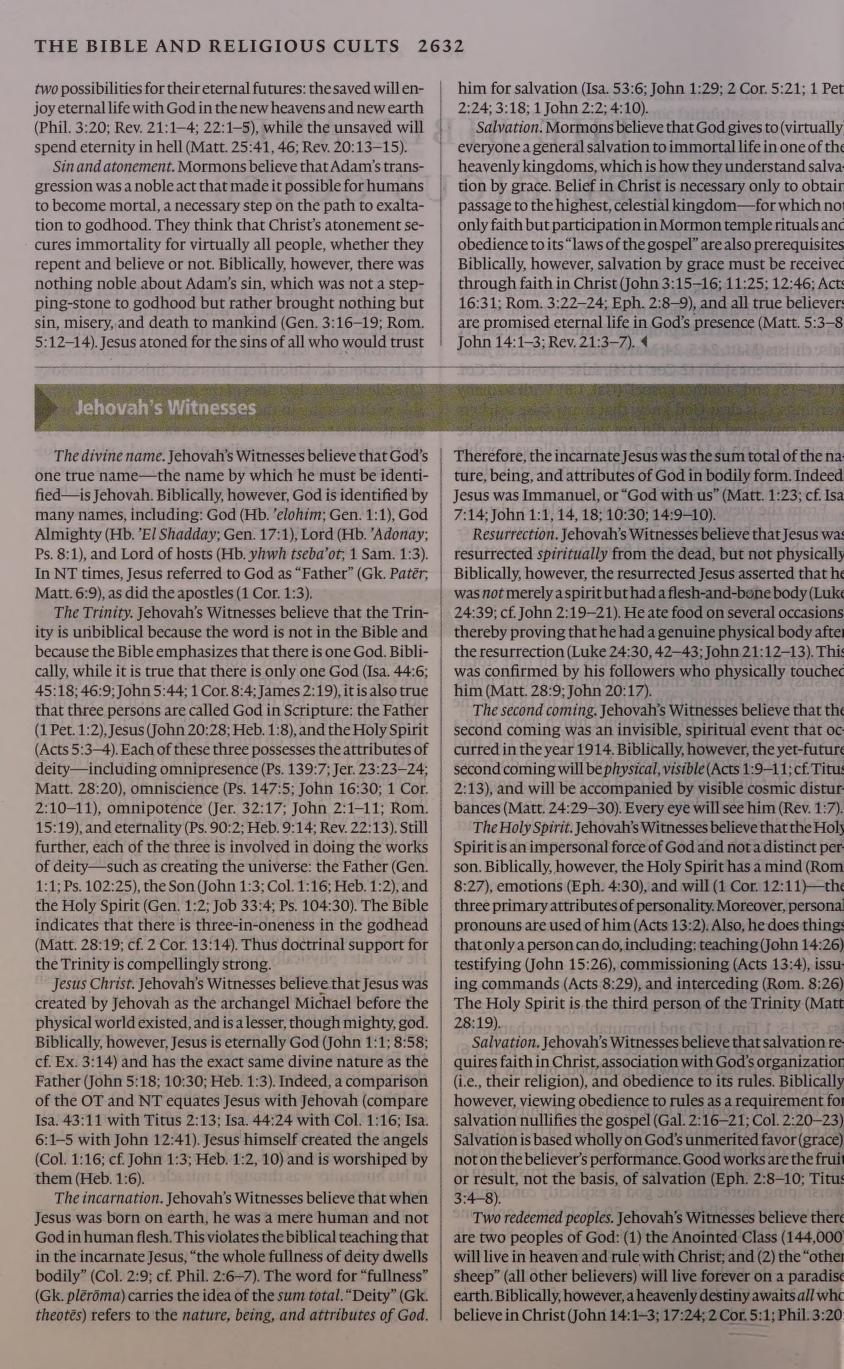 THE BIBLE AND RELIGIOUS CULTS 2632
two possibilities for their eternal futures: the saved will en-
joy eternal life with God in the new heavens and new earth
(Phil. 3:20; Rev. 21:1–4; 22:1–5), while the unsaved will
spend eternity in hell (Matt. 25:41, 46; Rev. 20:13–15).
Sin and atonement. Mormons believe that Adam's trans-
gression was a noble act that made it possible for humans
to become mortal, a necessary step on the path to exalta-
tion to godhood. They think that Christ's atonement se-
cures immortality for virtually all people, whether they
repent and believe or not. Biblically, however, there was
nothing noble about Adam's sin, which was not a step-
ping-stone to godhood but rather brought nothing but
sin, misery, and death to mankind (Gen. 3:16–19; Rom.
5:12–14). Jesus atoned for the sins of all who would trust
him for salvation (Isa. 53:6; John 1:29; 2 Cor. 5:21; 1 Pet
2:24; 3:18; 1 John 2:2; 4:10).
Salvation. Mormons believe that God gives to (virtually
everyone a general salvation to immortal life in one of the
heavenly kingdoms, which is how they understand salva-
tion by grace. Belief in Christ is necessary only to obtain
passage to the highest, celestial kingdom—for which not
only faith but participation in Mormon temple rituals and
obedience to its "laws of the gospel" are also prerequisites
Biblically, however, salvation by grace must be received
through faith in Christ (John 3:15–16; 11:25; 12:46; Acts
16:31; Rom. 3:22–24; Eph. 2:8–9), and all true believers
are promised eternal life in God's presence (Matt. 5:3–8
John 14:1–3; Rev. 21:3–7).
Jehovah's Witnesses
The divine name. Jehovah's Witnesses believe that God's
one true name—the name by which he must be identi-
fied—is Jehovah. Biblically, however, God is identified by
many names, including: God (Hb. 'elohim; Gen. 1:1), God
Almighty (Hb. 'El Shadday; Gen. 17:1), Lord (Hb. 'Adonay;
Ps. 8:1), and Lord of hosts (Hb. yhwh tseba'ot; 1 Sam. 1:3).
In NT times, Jesus referred to God as "Father" (Gk. Patēr;
Matt. 6:9), as did the apostles (1 Cor. 1:3).
The Trinity. Jehovah's Witnesses believe that the Trin-
ity is unbiblical because the word is not in the Bible and
because the Bible emphasizes that there is one God. Bibli-
cally, while it is true that there is only one God (Isa. 44:6;
45:18; 46:9; John 5:44; 1 Cor. 8:4; James 2:19), it is also true
that three persons are called God in Scripture: the Father
(1 Pet. 1:2), Jesus (John 20:28; Heb. 1:8), and the Holy Spirit
(Acts 5:3–4). Each of these three possesses the attributes of
deity—including omnipresence (Ps. 139:7; Jer. 23:23–24;
Matt. 28:20), omniscience (Ps. 147:5; John 16:30; 1 Cor.
2:10–11), omnipotence (Jer. 32:17; John 2:1–11; Rom.
15:19), and eternality (Ps. 90:2; Heb. 9:14; Rev. 22:13). Still
further, each of the three is involved in doing the works
of deity—such as creating the universe: the Father (Gen.
1:1; Ps. 102:25), the Son (John 1:3; Col. 1:16; Heb. 1:2), and
the Holy Spirit (Gen. 1:2; Job 33:4; Ps. 104:30). The Bible
indicates that there is three-in-oneness in the godhead
(Matt. 28:19; cf. 2 Cor. 13:14). Thus doctrinal support for
the Trinity is compellingly strong.
Jesus Christ. Jehovah's Witnesses believe that Jesus was
created by Jehovah as the archangel Michael before the
physical world existed, and is a lesser, though mighty, god.
Biblically, however, Jesus is eternally God (John 1:1; 8:58;
cf. Ex. 3:14) and has the exact same divine nature as the
Father (John 5:18; 10:30; Heb. 1:3). Indeed, a comparison
of the OT and NT equates Jesus with Jehovah (compare
Isa. 43:11 with Titus 2:13; Isa. 44:24 with Col. 1:16; Isa.
6:1–5 with John 12:41). Jesus himself created the angels
(Col. 1:16; cf. John 1:3; Heb. 1:2, 10) and is worshiped by
them (Heb. 1:6).
The incarnation. Jehovah's Witnesses believe that when
Jesus was born on earth, he was a mere human and not
God in human flesh. This violates the biblical teaching that
in the incarnate Jesus, "the whole fullness of deity dwells
bodily" (Col. 2:9; cf. Phil. 2:6–7). The word for "fullness"
(Gk. plērōma) carries the idea of the sum total. "Deity" (Gk.
theotēs) refers to the nature, being, and attributes of God.
Therefore, the incarnate Jesus was the sum total of the na-
ture, being, and attributes of God in bodily form. Indeed
Jesus was Immanuel, or "God with us" (Matt. 1:23; cf. Isa
7:14; John 1:1, 14, 18; 10:30; 14:9–10).
Resurrection. Jehovah's Witnesses believe that Jesus was
resurrected spiritually from the dead, but not physically
Biblically, however, the resurrected Jesus asserted that he
was not merely a spirit but had a flesh-and-bone body (Luke
24:39; cf. John 2:19–21). He ate food on several occasions
thereby proving that he had a genuine physical body after
the resurrection (Luke 24:30, 42–43; John 21:12–13). This
was confirmed by his followers who physically touched
him (Matt. 28:9; John 20:17).
The second coming. Jehovah's Witnesses believe that the
second coming was an invisible, spiritual event that oc-
curred in the year 1914. Biblically, however, the yet-future
second coming will be physical, visible (Acts 1:9–11; cf. Titus
2:13), and will be accompanied by visible cosmic distur-
bances (Matt. 24:29–30). Every eye will see him (Rev. 1:7).
The Holy Spirit. Jehovah's Witnesses believe that the Holy
Spirit is an impersonal force of God and not a distinct per-
son. Biblically, however, the Holy Spirit has a mind (Rom
8:27), emotions (Eph. 4:30), and will (1 Cor. 12:11)—the
three primary attributes of personality. Moreover, personal
pronouns are used of him (Acts 13:2). Also, he does things
that only a person can do, including: teaching (John 14:26)
testifying (John 15:26), commissioning (Acts 13:4), issu-
ing commands (Acts 8:29), and interceding (Rom. 8:26)
The Holy Spirit is the third person of the Trinity (Matt
28:19).
Salvation. Jehovah's Witnesses believe that salvation re-
quires faith in Christ, association with God's organization
(i.e., their religion), and obedience to its rules. Biblically
however, viewing obedience to rules as a requirement for
salvation nullifies the gospel (Gal. 2:16–21; Col. 2:20–23)
Salvation is based wholly on God's unmerited favor (grace)
not on the believer's performance. Good works are the fruit
or result, not the basis, of salvation (Eph. 2:8–10; Titus
3:4–8).
Two redeemed peoples. Jehovah's Witnesses believe there
are two peoples of God: (1) the Anointed Class (144,000
will live in heaven and rule with Christ; and (2) the "other
sheep" (all other believers) will live forever on a paradise
earth. Biblically, however, a heavenly destiny awaits all who
believe in Christ (John 14:1–3; 17:24; 2 Cor. 5:1; Phil. 3:20